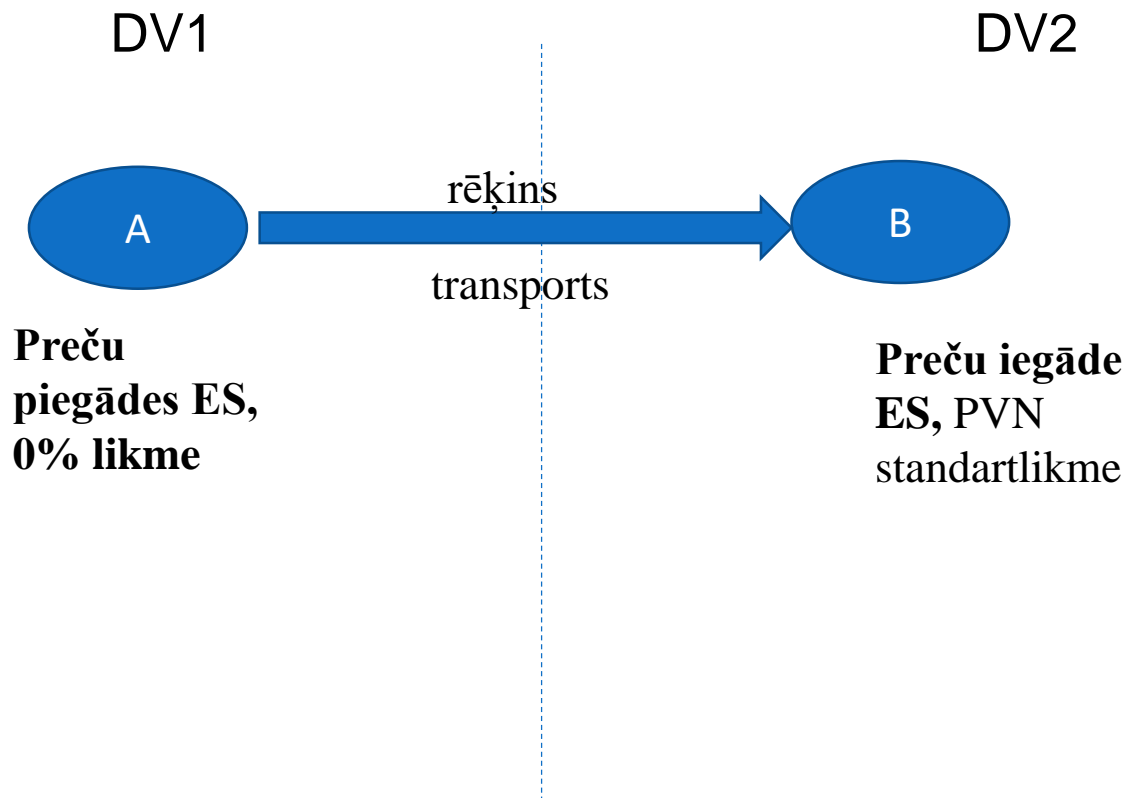 DV1
DV2
rēķins
A
B
transports
Preču
piegādes ES,
0% likme
Preču iegāde
ES, PVN
standartlikme